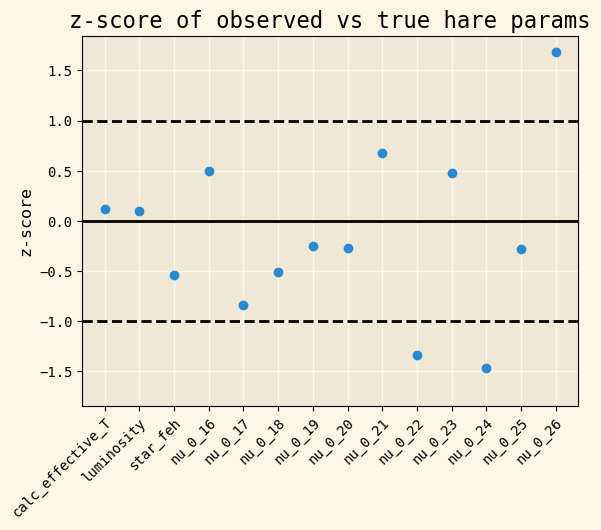 z-score of observed vs true hare params
z-score
1.5
1.0
0.5
0.0
−0.5
−1.0
−1.5
calc_effective_T
luminosity
star_feh
nu_0_16
nu_0_17
nu_0_18
nu_0_19
nu_0_20
nu_0_21
nu_0_22
nu_0_23
nu_0_24
nu_0_25
nu_0_26